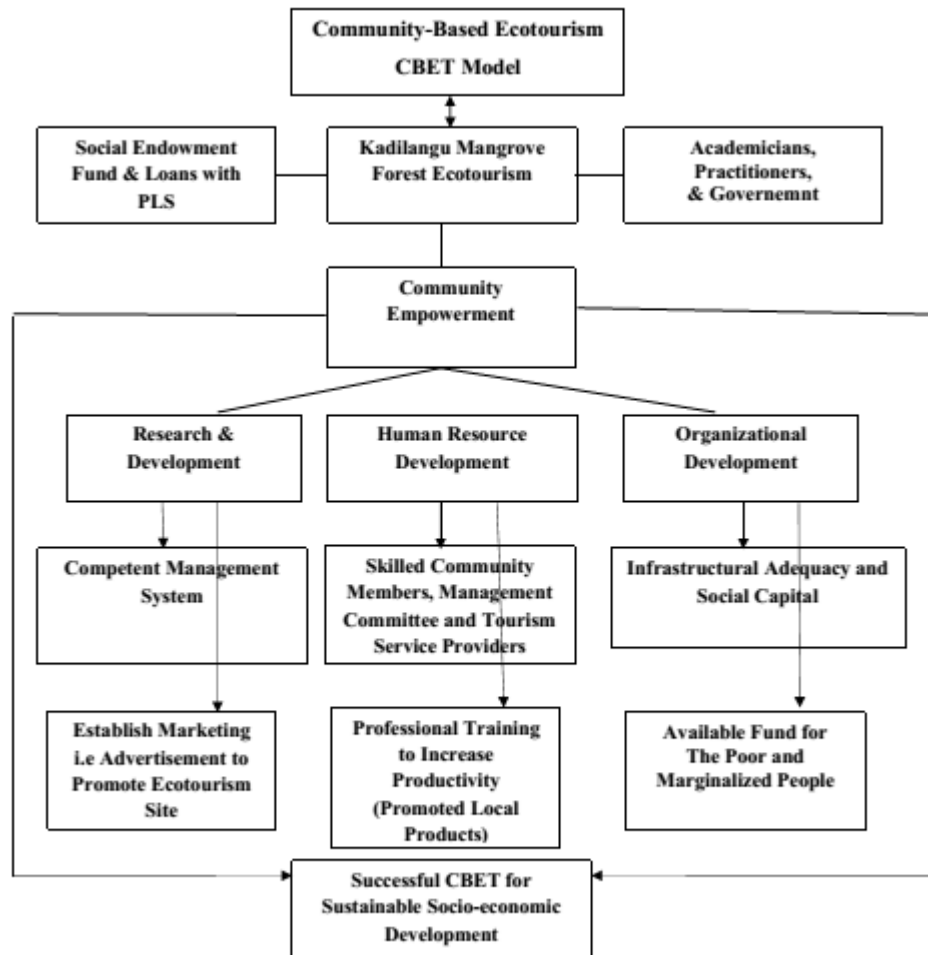 Community-Based Ecotourism
CBET Model
Social Endowment
Fund & Loans with
PLS
Kadilangu Mangrove
Forest Ecotourism
Academicians,
Practitioners,
& Governemnt
Community
Empowerment
Research &
Development
Human Resource
Development
Organizational
Development
Competent Management
System
Skilled Community
Members, Management
Committee and Tourism
Service Providers
Infrastructural Adequacy and
Social Capital
Establish Marketing
i.e Advertisement to
Promote Ecotourism
Site
Professional Training
to Increase
Productivity
(Promoted Local
Products)
Available Fund for
The Poor and
Marginalized People
Successful CBET for
Sustainable Socio-economic
Development